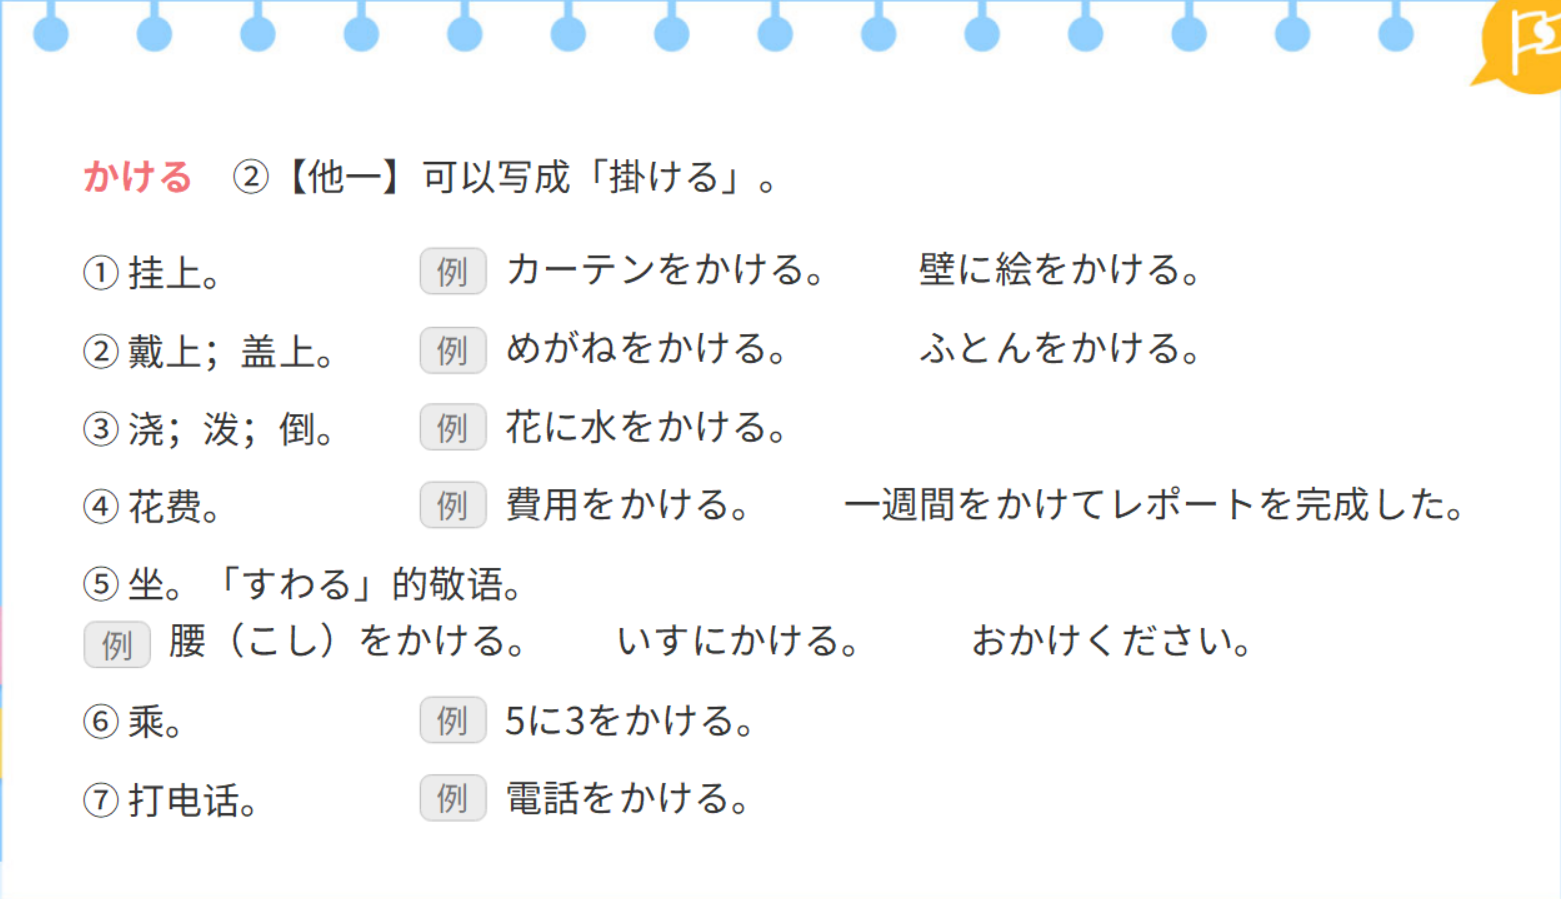 かける ②【他一】可以写成「掛ける」。
①挂上。 例 カーテンをかける。 壁に絵をかける。
②戴上；盖上。 例 めがねをかける。 ふとんをかける。
③浇；泼；倒。 例 花に水をかける。
④花费。 例 費用をかける。 一週間をかけてレポートを完成した。
⑤坐。「すわる」的敬语。
例 腰（こし）をかける。 いすにかける。 おかけください。
⑥乘。 例 5に3をかける。
⑦打电话。 例 電話をかける。